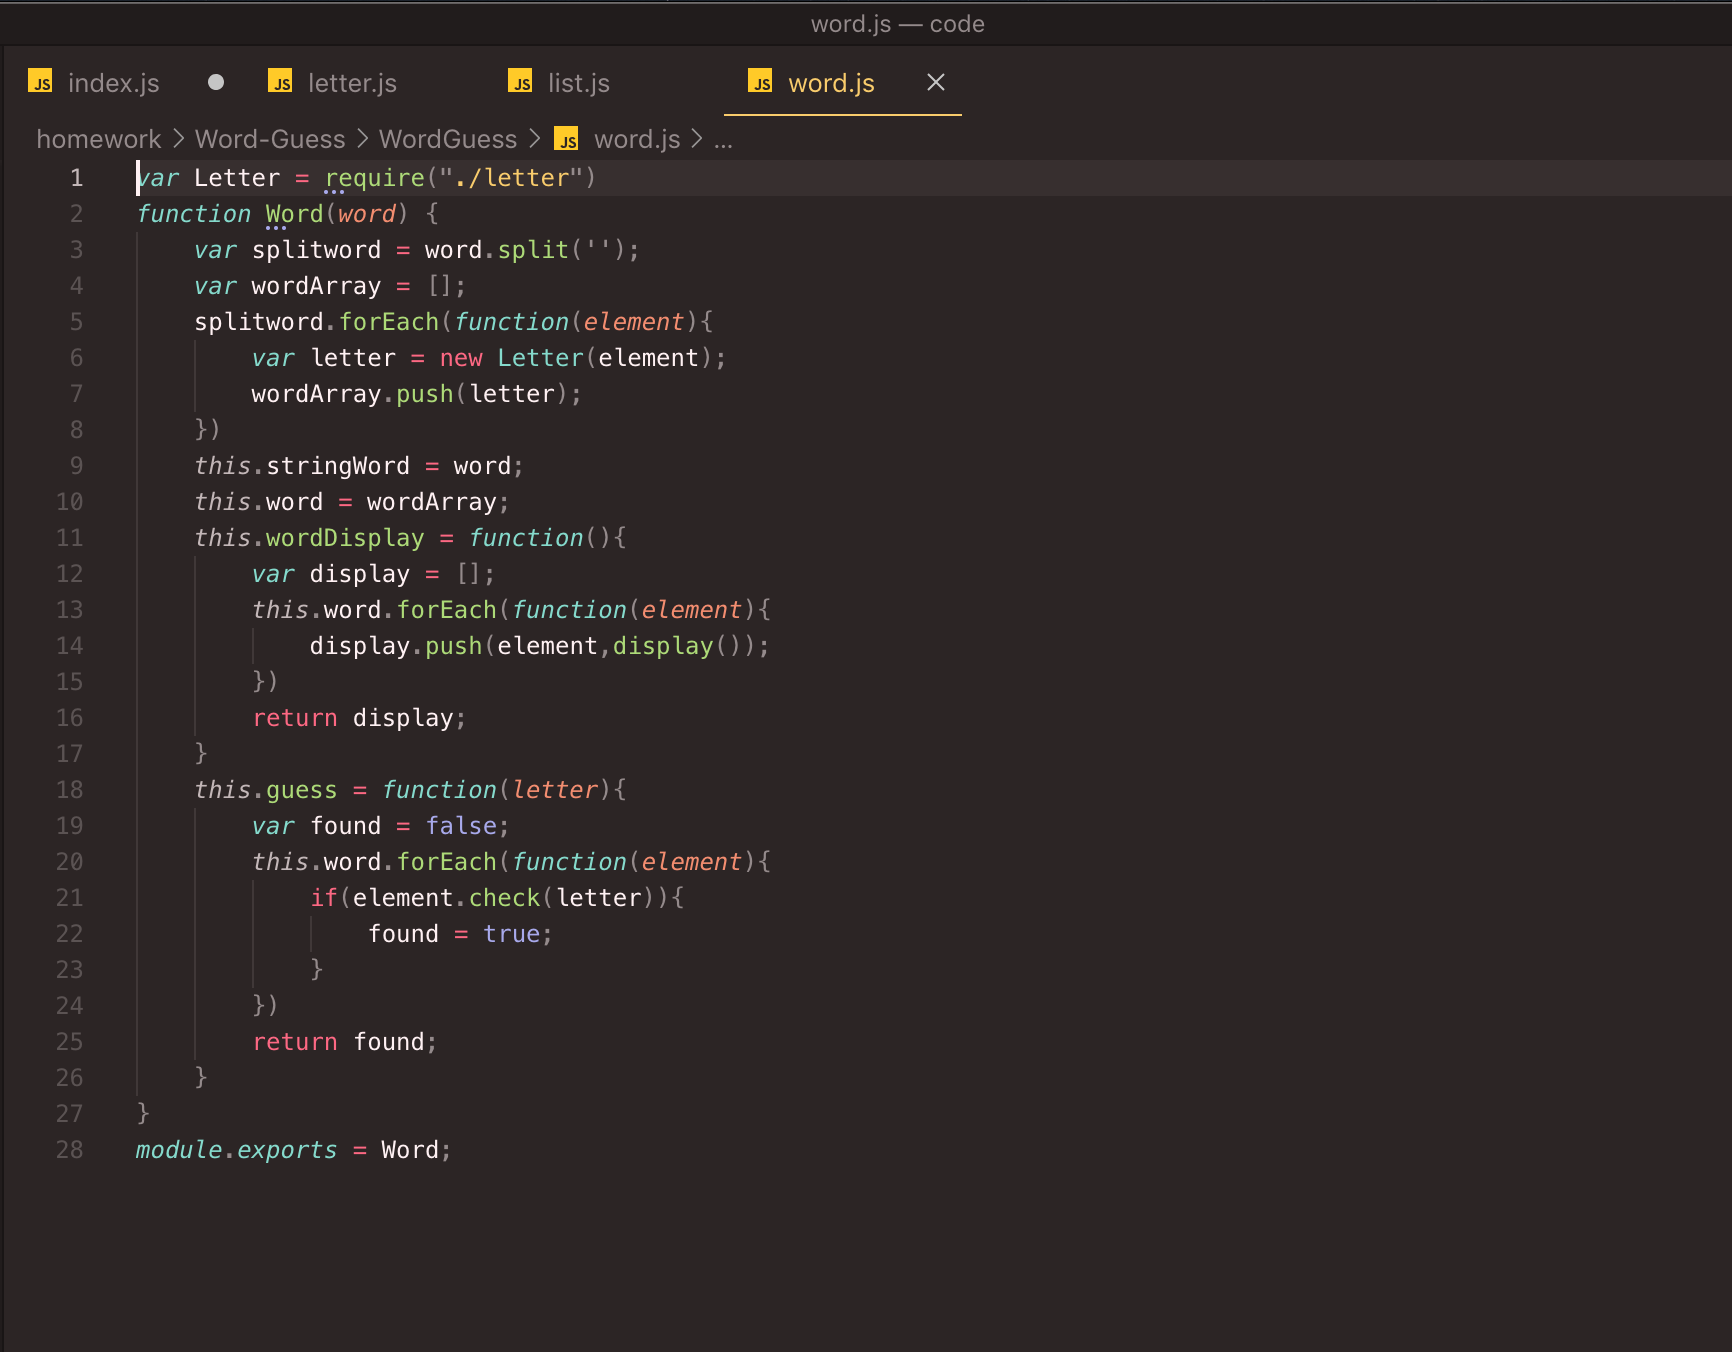 word.js — code
JS index.js ● JS letter.js JS list.js JS word.js ×
homework > Word-Guess > WordGuess > JS word.js > ...
1 var Letter = require("./letter")
2 function Word(word) {
3     var splitword = word.split('');
4     var wordArray = [];
5     splitword.forEach(function(element){
6         var letter = new Letter(element);
7         wordArray.push(letter);
8     })
9     this.stringWord = word;
10     this.word = wordArray;
11     this.wordDisplay = function(){
12         var display = [];
13         this.word.forEach(function(element){
14             display.push(element,display());
15         })
16         return display;
17     }
18     this.guess = function(letter){
19         var found = false;
20         this.word.forEach(function(element){
21             if(element.check(letter)){
22                 found = true;
23             }
24         })
25         return found;
26     }
27 }
28 module.exports = Word;